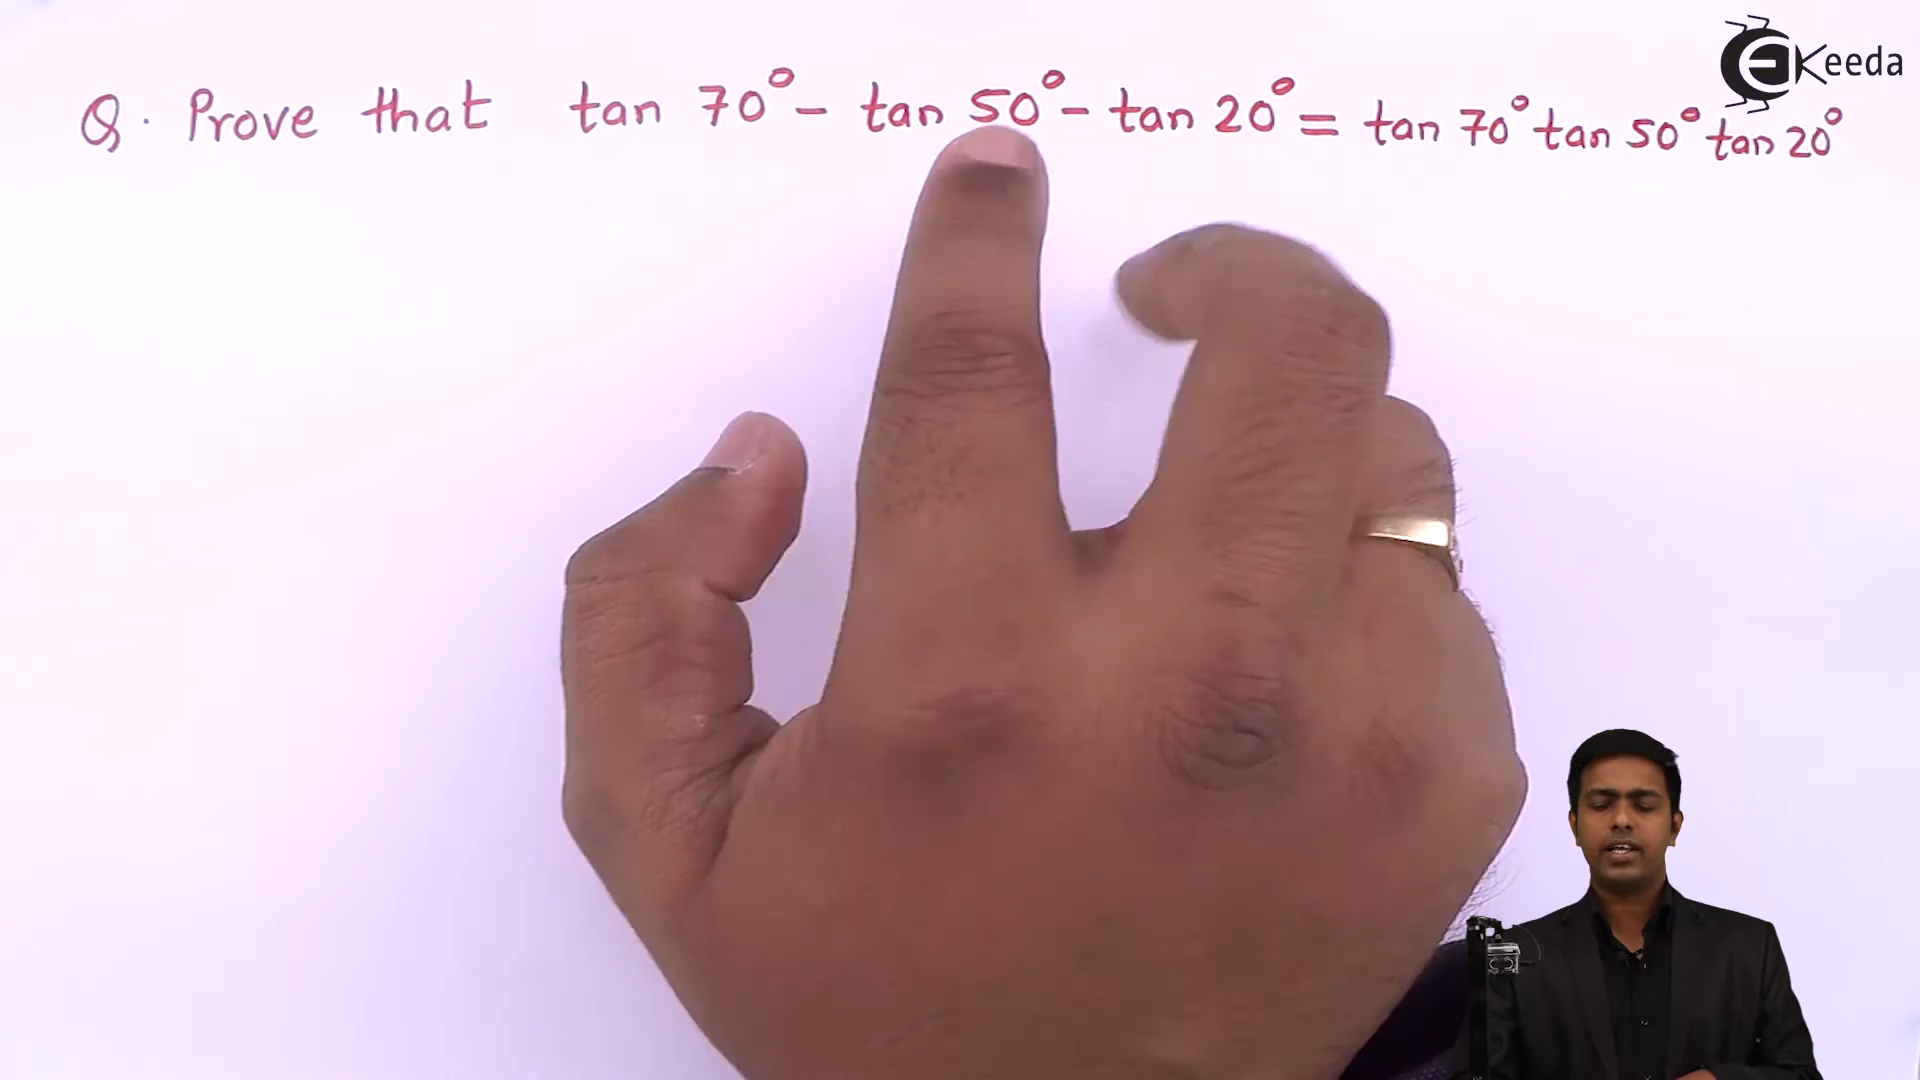 Q. Prove that tan 70° - tan 50° - tan 20° = tan 70° tan 50° tan 20°
EKeeda